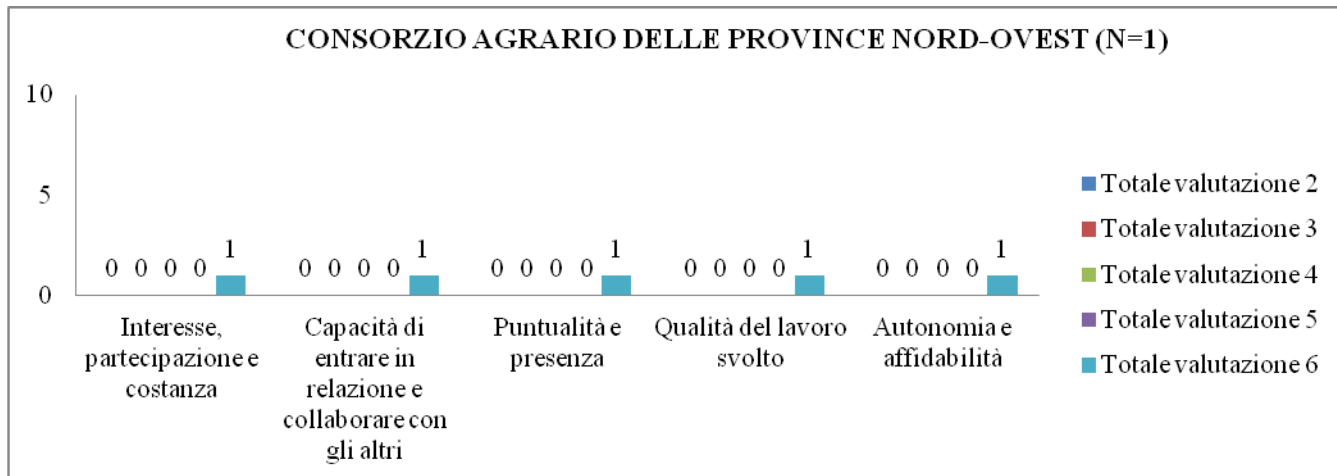 CONSORZIO AGRARIO DELLE PROVINCE NORD-OVEST (N=1)
10
5
0
0 0 0 0 1
0 0 0 0 1
0 0 0 0 1
0 0 0 0 1
0 0 0 0 1
Interesse,
partecipazione e
costanza
Capacità di
entrare in
relazione e
collaborare con
gli altri
Puntualità e
presenza
Qualità del lavoro
svolto
Autonomia e
affidabilità
Totale valutazione 2
Totale valutazione 3
Totale valutazione 4
Totale valutazione 5
Totale valutazione 6